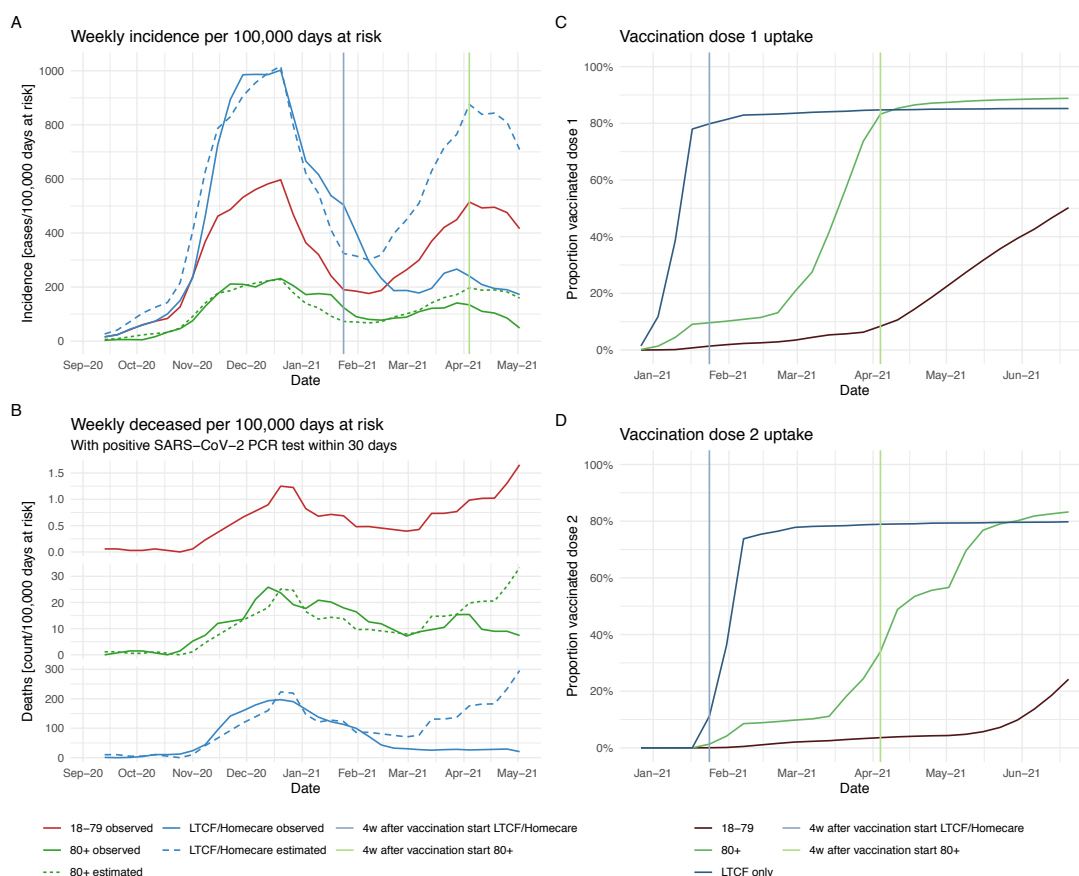 A
Weekly incidence per 100,000 days at risk
Incidence [cases/100,000 days at risk]
1000
800
600
400
200
0
Sep−20 Oct−20 Nov−20 Dec−20 Jan−21 Feb−21 Mar−21 Apr−21 May−21
Date
B
Weekly deceased per 100,000 days at risk
With positive SARS−CoV−2 PCR test within 30 days
Deaths [count/100,000 days at risk]
1.5
1.0
0.5
0.0
30
20
10
0
300
200
100
0
Sep−20 Oct−20 Nov−20 Dec−20 Jan−21 Feb−21 Mar−21 Apr−21 May−21
Date
18−79 observed LTCF/Homecare observed 4w after vaccination start LTCF/Homecare
80+ observed LTCF/Homecare estimated 4w after vaccination start 80+
80+ estimated
C
Vaccination dose 1 uptake
Proportion vaccinated dose 1
100%
80%
60%
40%
20%
0%
Jan−21 Feb−21 Mar−21 Apr−21 May−21 Jun−21
Date
D
Vaccination dose 2 uptake
Proportion vaccinated dose 2
100%
80%
60%
40%
20%
0%
Jan−21 Feb−21 Mar−21 Apr−21 May−21 Jun−21
Date
18−79 4w after vaccination start LTCF/Homecare
80+ 4w after vaccination start 80+
LTCF only